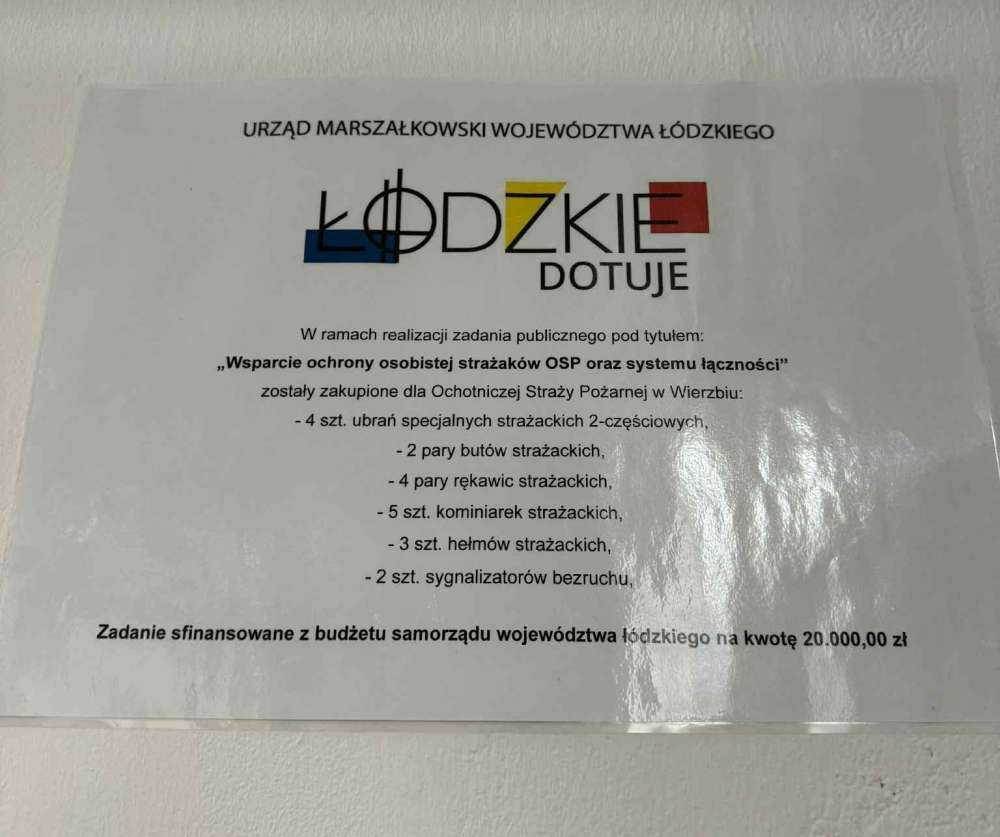 URZĄD MARSZAŁKOWSKI WOJEWÓDZTWA ŁÓDZKIEGO
ŁÓDZKIE
DOTUJE
W ramach realizacji zadania publicznego pod tytułem:
„Wsparcie ochrony osobistej strażaków OSP oraz systemu łączności”
zostały zakupione dla Ochotniczej Straży Pożarnej w Wierzbiu:
- 4 szt. ubrań specjalnych strażackich 2-częściowych,
- 2 pary butów strażackich,
- 4 pary rękawic strażackich,
- 5 szt. kominiarek strażackich,
- 3 szt. hełmów strażackich,
- 2 szt. sygnalizatorów bezruchu,
Zadanie sfinansowane z budżetu samorządu województwa łódzkiego na kwotę 20.000,00 zł